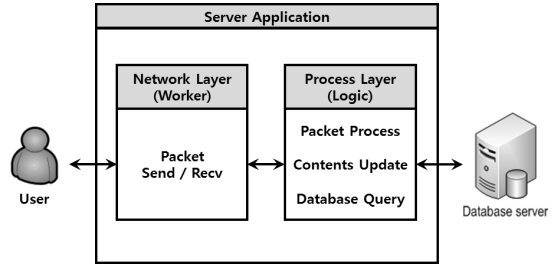 Server Application
Network Layer
(Worker)
Packet
Send / Recv
Process Layer
(Logic)
Packet Process
Contents Update
Database Query
User
Database server